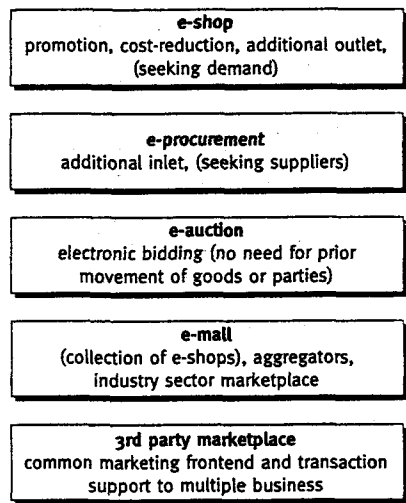 e-shop
promotion, cost-reduction, additional outlet,
(seeking demand)
e-procurement
additional inlet, (seeking suppliers)
e-auction
electronic bidding (no need for prior
movement of goods or parties)
e-mall
(collection of e-shops), aggregators,
industry sector marketplace
3rd party marketplace
common marketing frontend and transaction
support to multiple business